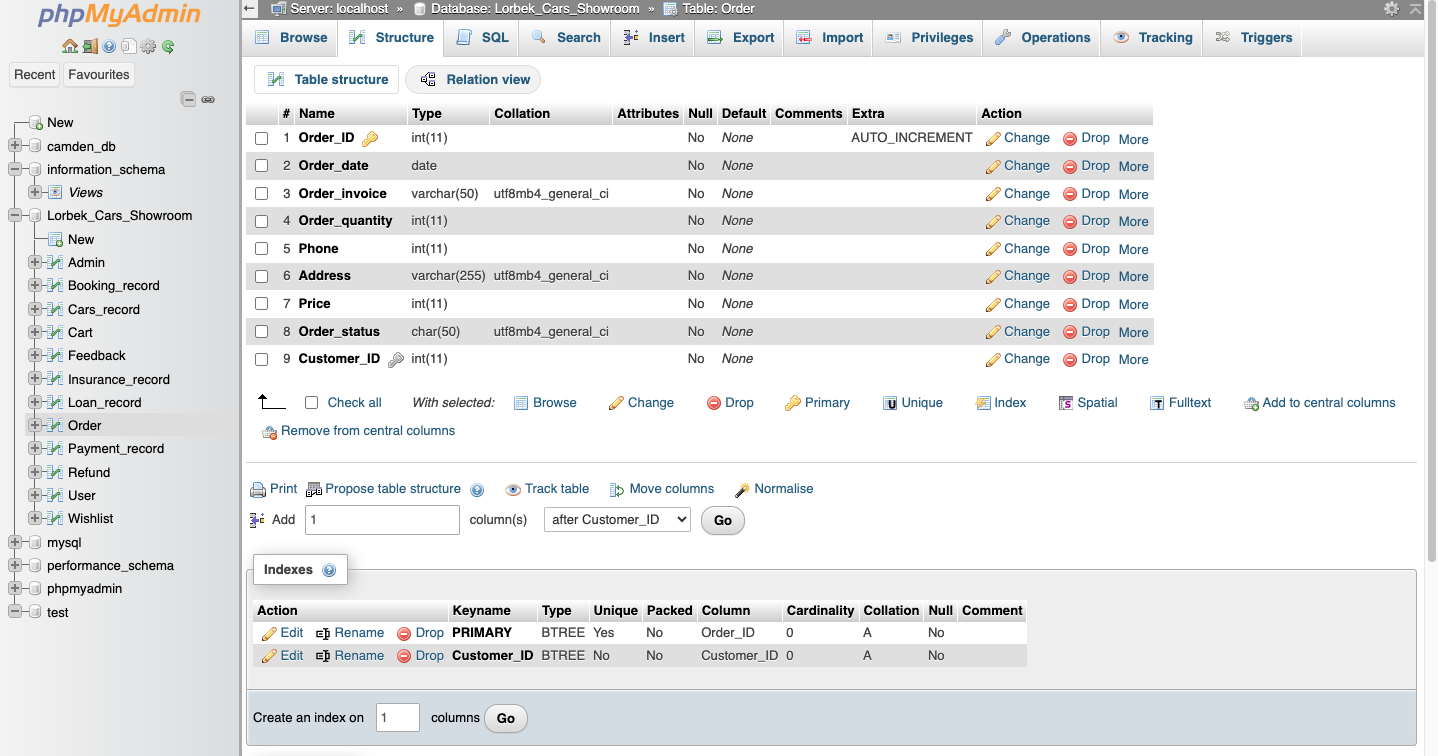 phpMyAdmin
Recent Favourites
New
camden_db
information_schema
Views
Lorbek_Cars_Showroom
New
Admin
Booking_record
Cars_record
Cart
Feedback
Insurance_record
Loan_record
Order
Payment_record
Refund
User
Wishlist
mysql
performance_schema
phpmyadmin
test
Server: localhost » Database: Lorbek_Cars_Showroom » Table: Order
Browse Structure SQL Search Insert Export Import Privileges Operations Tracking Triggers
Table structure Relation view
# Name Type Collation Attributes Null Default Comments Extra Action
1 Order_ID int(11) No None AUTO_INCREMENT Change Drop More
2 Order_date date No None Change Drop More
3 Order_invoice varchar(50) utf8mb4_general_ci No None Change Drop More
4 Order_quantity int(11) No None Change Drop More
5 Phone int(11) No None Change Drop More
6 Address varchar(255) utf8mb4_general_ci No None Change Drop More
7 Price int(11) No None Change Drop More
8 Order_status char(50) utf8mb4_general_ci No None Change Drop More
9 Customer_ID int(11) No None Change Drop More
Check all With selected: Browse Change Drop Primary Unique Index Spatial Fulltext Add to central columns
Remove from central columns
Print Propose table structure Track table Move columns Normalise
Add 1 column(s) after Customer_ID Go
Indexes
Action Keyname Type Unique Packed Column Cardinality Collation Null Comment
Edit Rename Drop PRIMARY BTREE Yes No Order_ID 0 A No
Edit Rename Drop Customer_ID BTREE No No Customer_ID 0 A No
Create an index on 1 columns Go